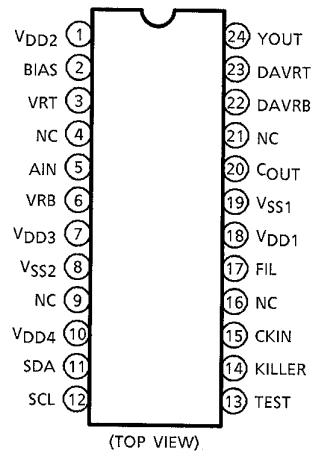 VDD2 1 24 YOUT
BIAS 2 23 DAVRT
VRT 3 22 DAVRB
NC 4 21 NC
AIN 5 20 COUT
VRB 6 19 VSS1
VDD3 7 18 VDD1
VSS2 8 17 FIL
NC 9 16 NC
VDD4 10 15 CKIN
SDA 11 14 KILLER
SCL 12 13 TEST
(TOP VIEW)